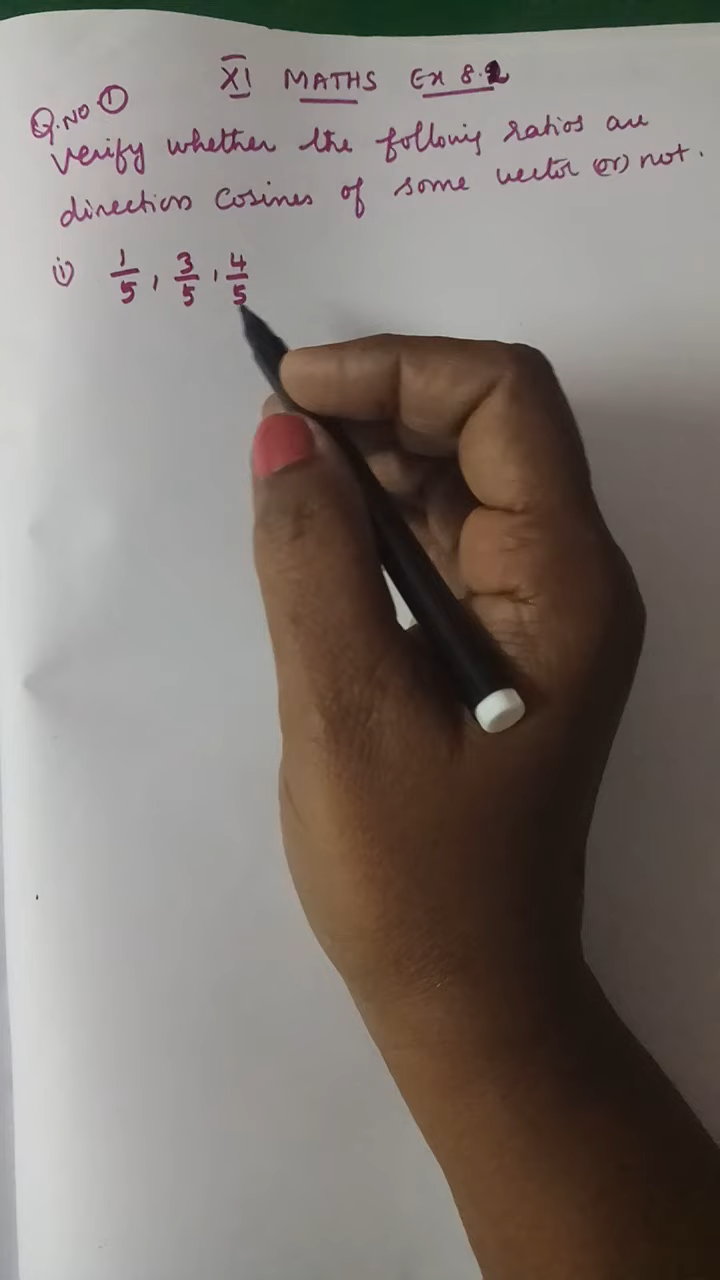 XI MATHS Ex 8.2
Q.NO ①
Verify whether the following ratios are
direction cosines of some vector (or) not.
(i) 1/5, 3/5, 4/5